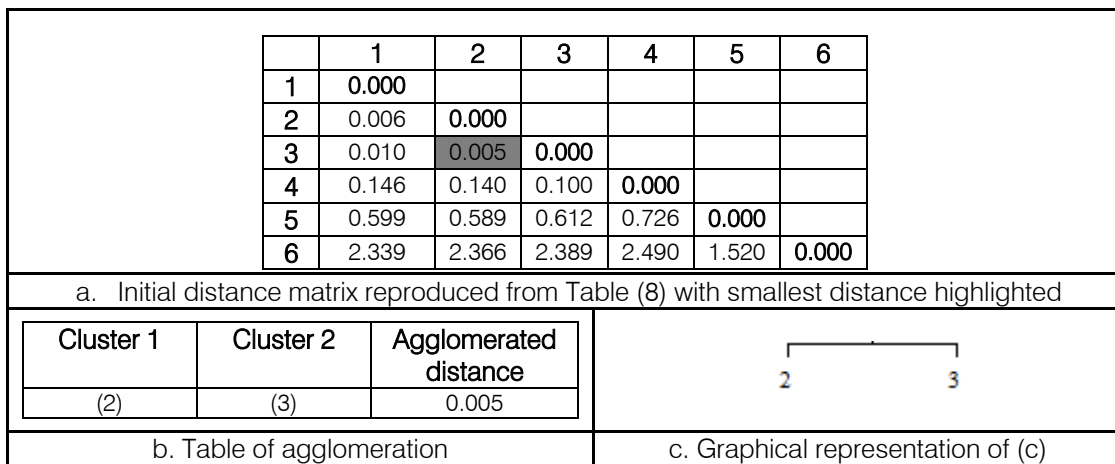 1 2 3 4 5 6
1 0.000
2 0.006 0.000
3 0.010 0.005 0.000
4 0.146 0.140 0.100 0.000
5 0.599 0.589 0.612 0.726 0.000
6 2.339 2.366 2.389 2.490 1.520 0.000
a. Initial distance matrix reproduced from Table (8) with smallest distance highlighted
Cluster 1 Cluster 2 Agglomerated
distance
(2) (3) 0.005
2 3
b. Table of agglomeration
c. Graphical representation of (c)